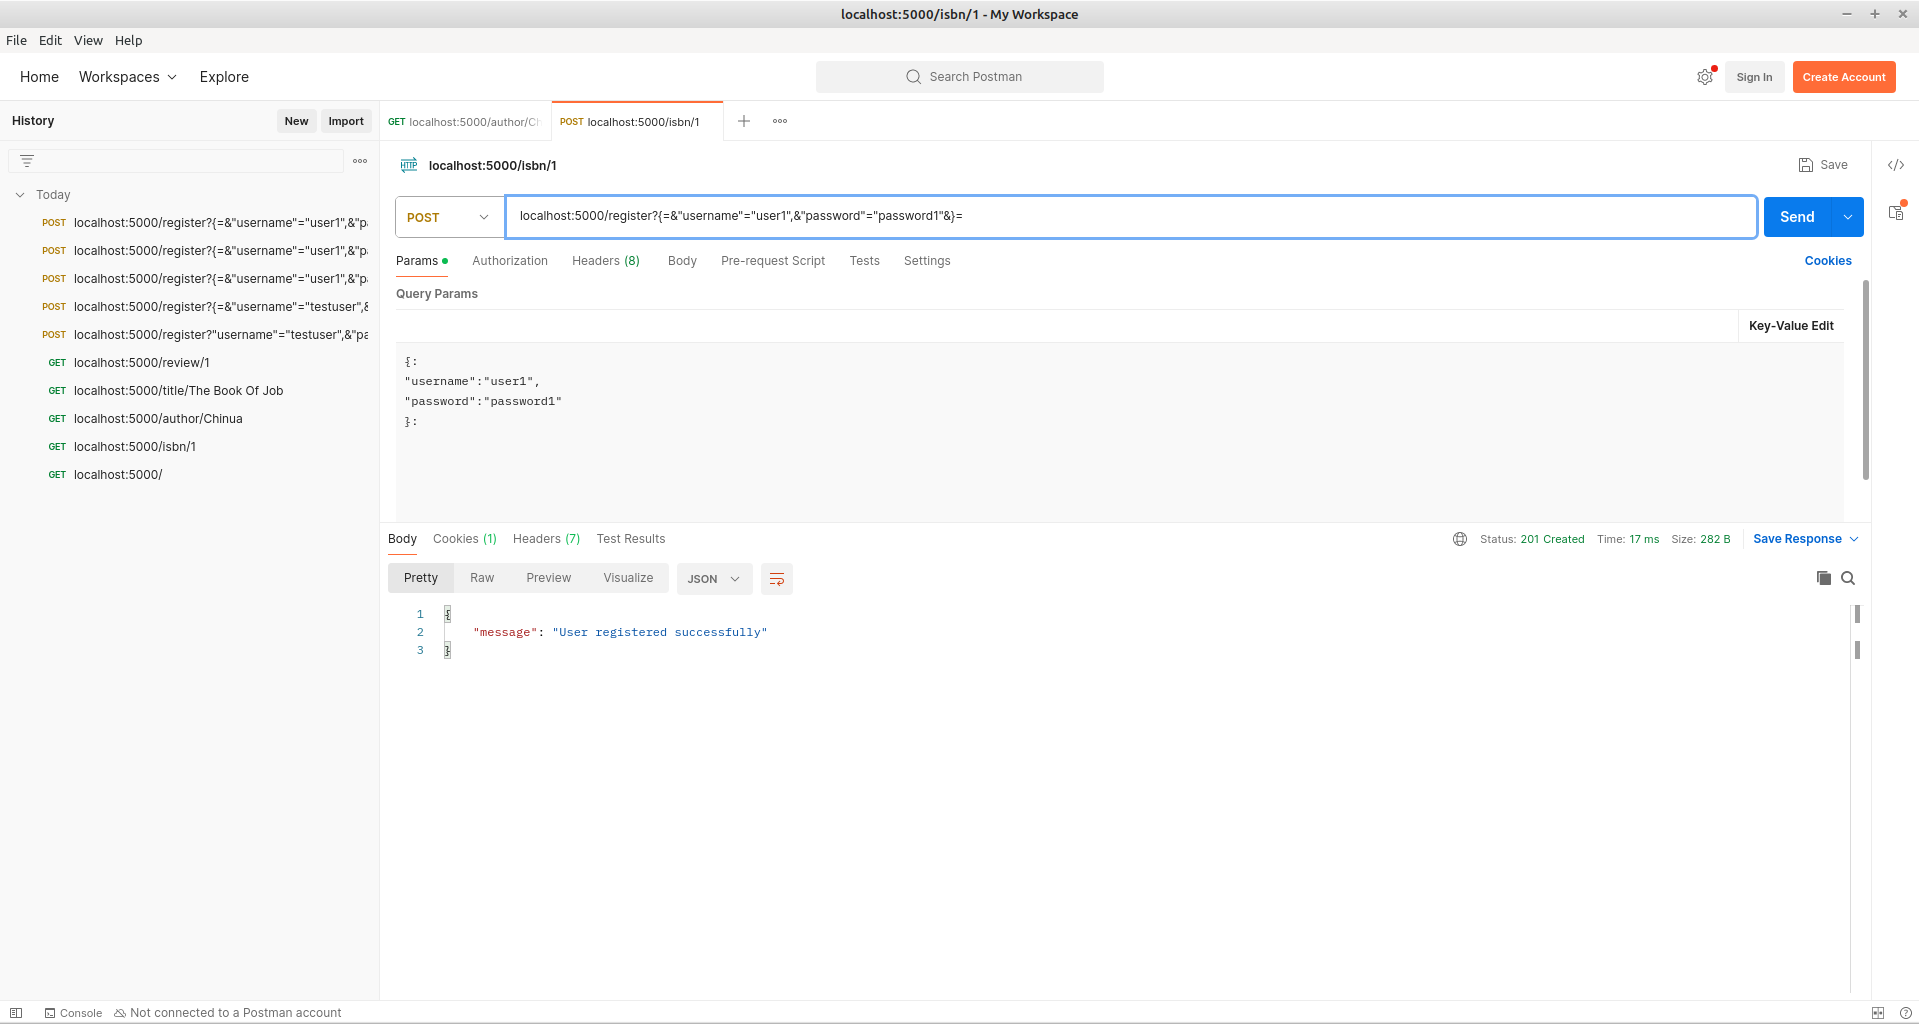 localhost:5000/isbn/1 - My Workspace
File Edit View Help
Home Workspaces Explore
Search Postman
Sign In
Create Account
History
New
Import
GET localhost:5000/author/Ch
POST localhost:5000/isbn/1
Today
POST localhost:5000/register?{=&"username"="user1",&"pa
POST localhost:5000/register?{=&"username"="user1",&"pa
POST localhost:5000/register?{=&"username"="user1",&"pa
POST localhost:5000/register?{=&"username"="testuser",&
POST localhost:5000/register?"username"="testuser",&"pa
GET localhost:5000/review/1
GET localhost:5000/title/The Book Of Job
GET localhost:5000/author/Chinua
GET localhost:5000/isbn/1
GET localhost:5000/
HTTP localhost:5000/isbn/1
Save
</>
POST
localhost:5000/register?{=&"username"="user1",&"password"="password1"&}=
Send
Params Authorization Headers (8) Body Pre-request Script Tests Settings
Cookies
Query Params
Key-Value Edit
{:
"username":"user1",
"password":"password1"
}:
Body Cookies (1) Headers (7) Test Results
Status: 201 Created Time: 17 ms Size: 282 B
Save Response
Pretty Raw Preview Visualize
JSON
1 {
2 "message": "User registered successfully"
3 }
Console
Not connected to a Postman account